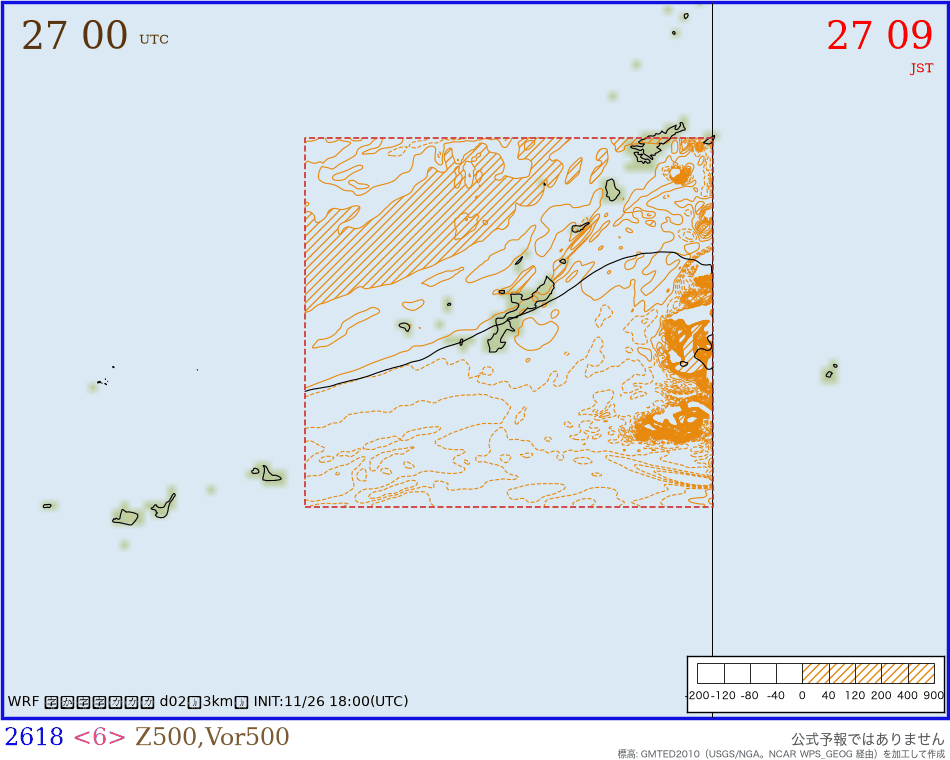 27 00 UTC
27 09
JST
-200 -120 -80 -40 0 40 120 200 400 900
WRF d02 3km INIT:11/26 18:00(UTC)
2618 <6> Z500,Vor500
公式予報ではありません
標高: GMTED2010（USGS/NGA。NCAR WPS_GEOG 経由）を加工して作成